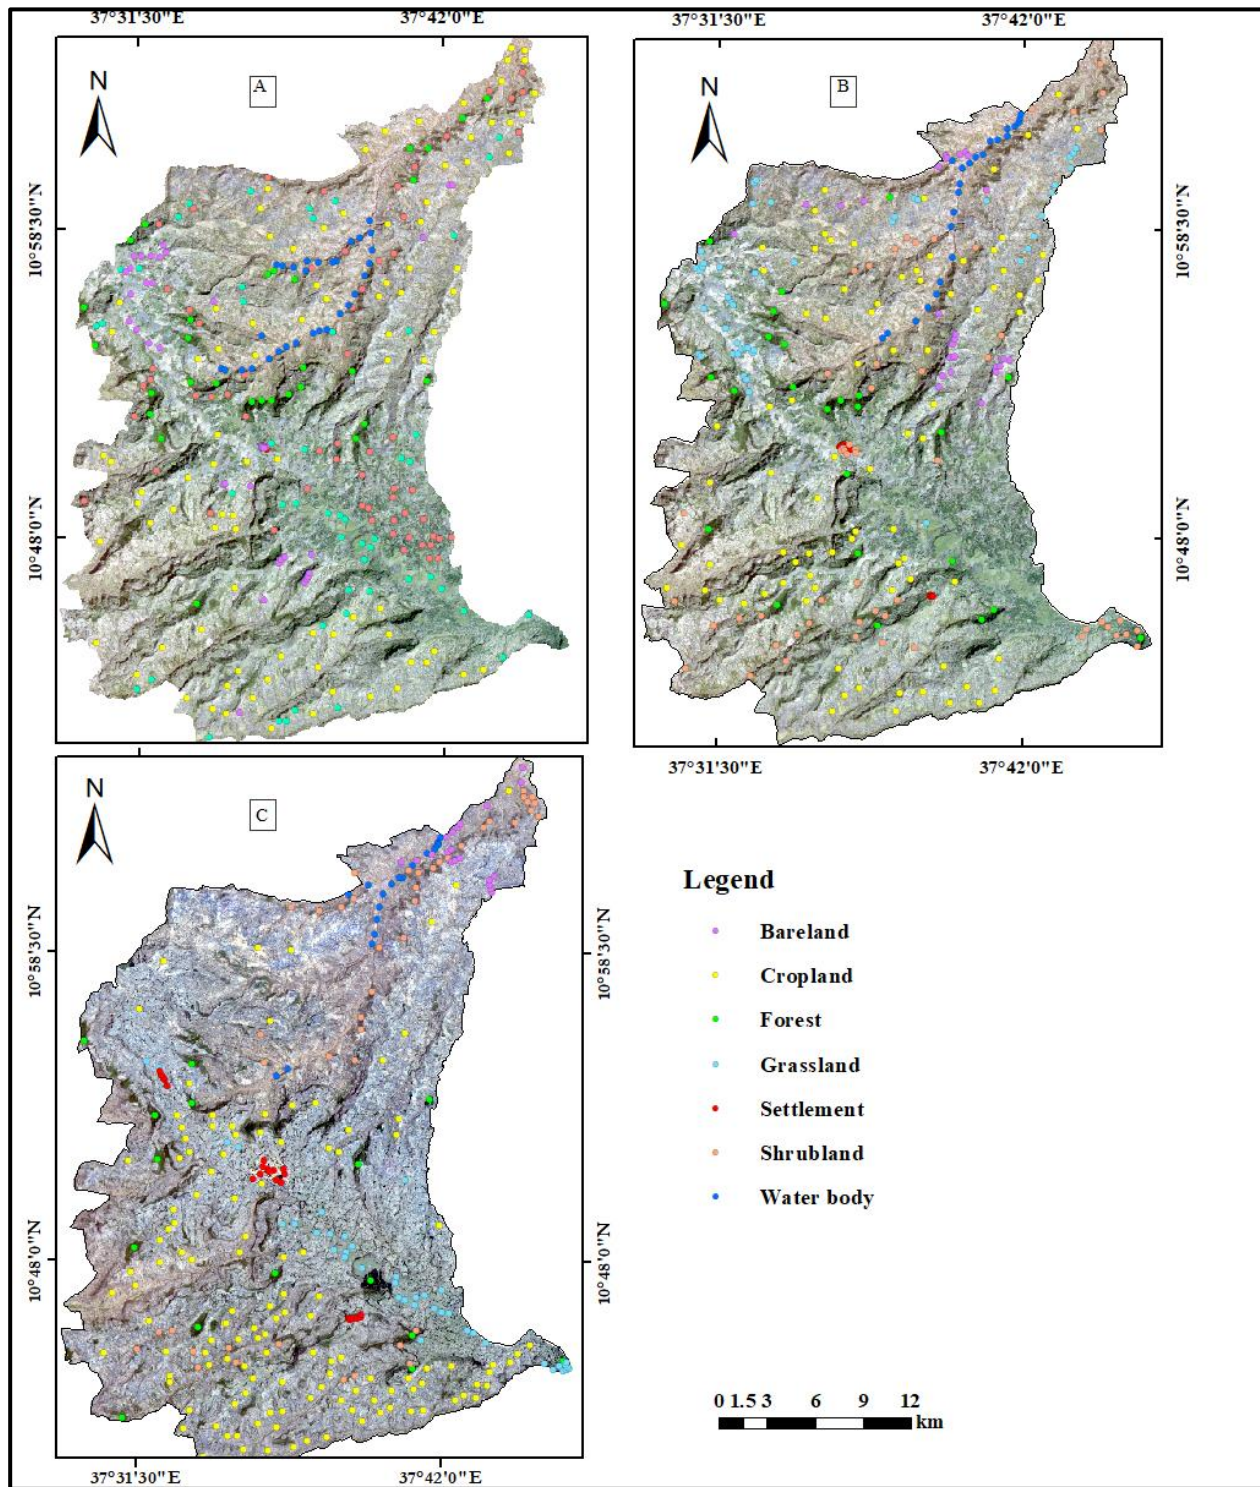 37°31'30"E
37°42'0"E
37°31'30"E
37°42'0"E
N
A
N
B
10°58'30"N
10°58'30"N
10°48'0"N
10°48'0"N
37°31'30"E
37°42'0"E
N
C
Legend
Bareland
Cropland
Forest
Grassland
Settlement
Shrubland
Water body
10°58'30"N
10°58'30"N
10°48'0"N
10°48'0"N
0 1.5 3 6 9 12
km
37°31'30"E
37°42'0"E